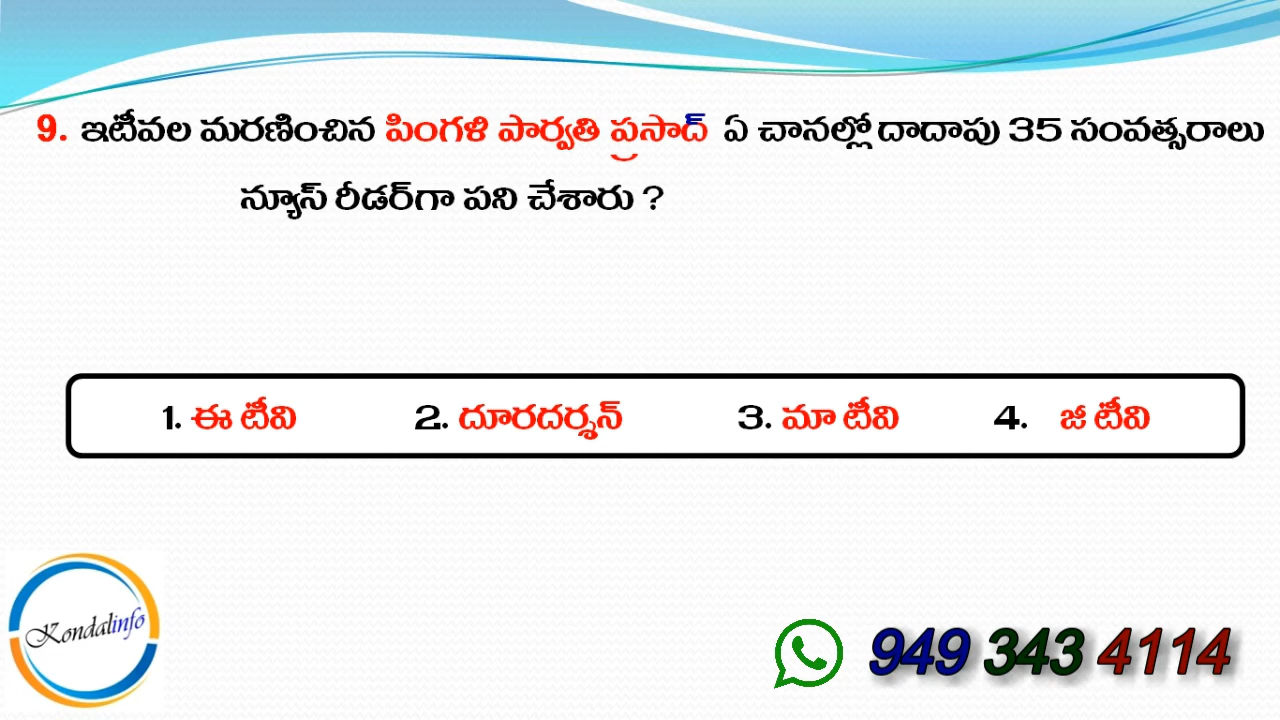 9. ఇటీవల మరణించిన పింగళి పార్వతి ప్రసాద్ ఏ చానల్లో దాదాపు 35 సంవత్సరాలు
న్యూస్ రీడర్‌గా పని చేశారు ?
1. ఈ టీవి 2. దూరదర్శన్ 3. మా టీవి 4. జీ టీవి
Kondalinfo
949 343 4114